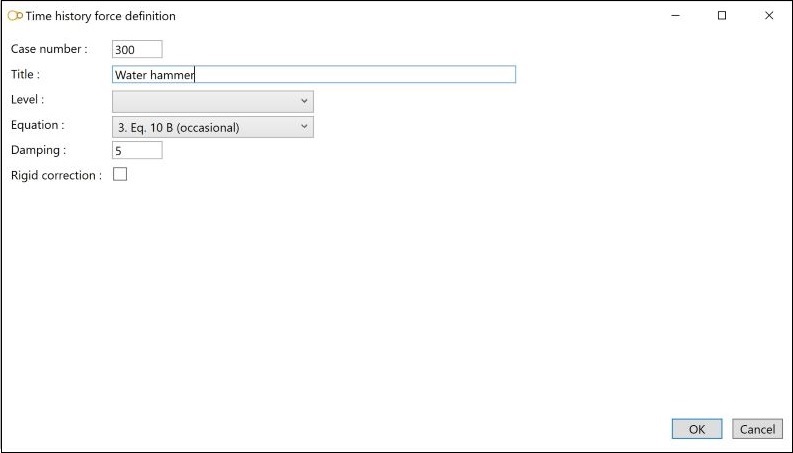 Time history force definition
Case number : 300
Title : Water hammer
Level :
Equation : 3. Eq. 10 B (occasional)
Damping : 5
Rigid correction :
OK Cancel